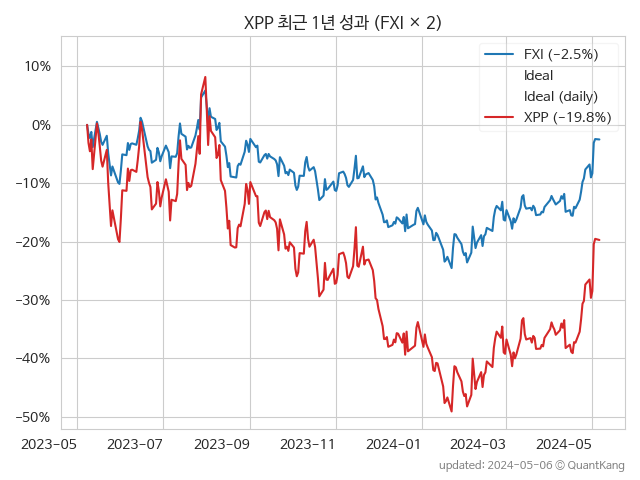 XPP 최근 1년 성과 (FXI × 2)
FXI (−2.5%)
Ideal
Ideal (daily)
XPP (−19.8%)
10%
0%
−10%
−20%
−30%
−40%
−50%
2023-05 2023-07 2023-09 2023-11 2024-01 2024-03 2024-05
updated: 2024-05-06 © QuantKang